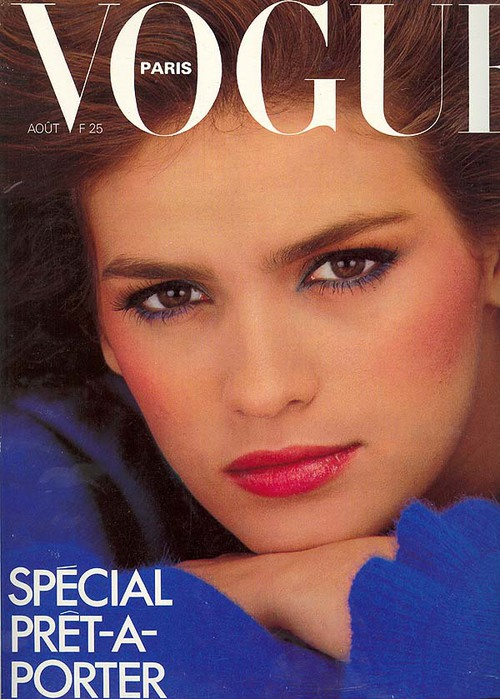 VOGUE
PARIS
AOÛT F 25
SPÉCIAL
PRÊT-A-
PORTER